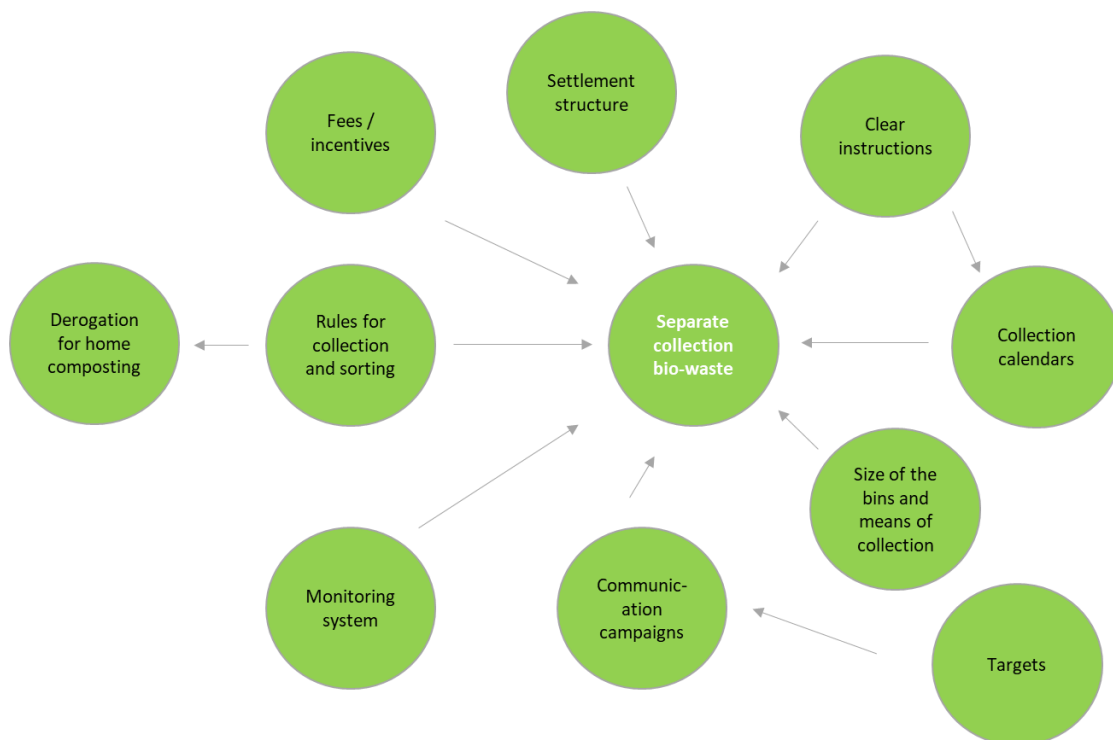 Settlement
structure
Fees /
incentives
Clear
instructions
Derogation
for home
composting
Rules for
collection
and sorting
Separate
collection
bio-waste
Collection
calendars
Size of the
bins and
means of
collection
Monitoring
system
Communic-
ation
campaigns
Targets